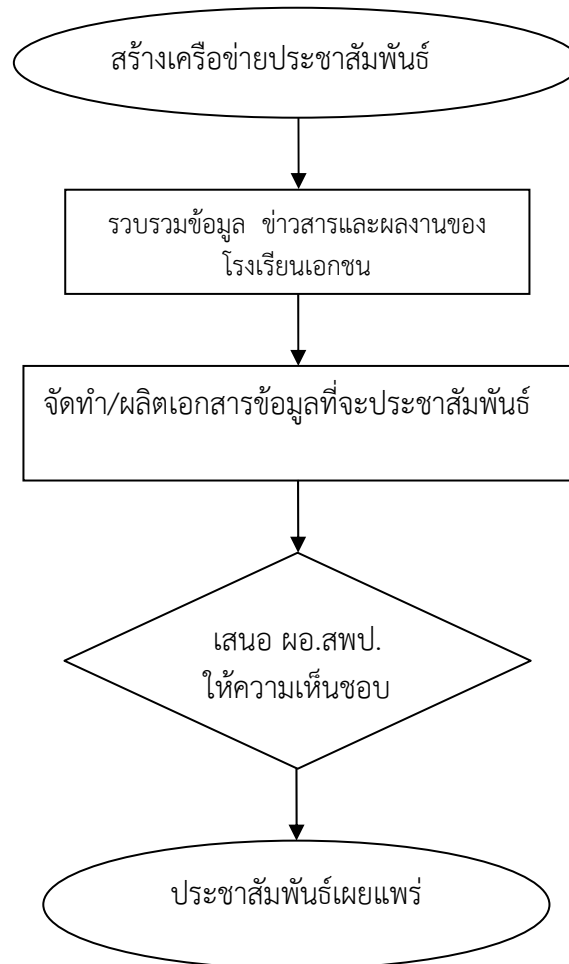 สร้างเครือข่ายประชาสัมพันธ์
รวบรวมข้อมูล ข่าวสารและผลงานของ
โรงเรียนเอกชน
จัดทำ/ผลิตเอกสารข้อมูลที่จะประชาสัมพันธ์
เสนอ ผอ.สพป.
ให้ความเห็นชอบ
ประชาสัมพันธ์เผยแพร่